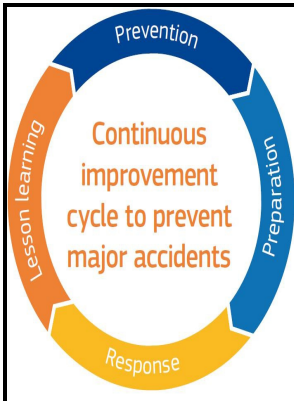 Prevention
Continuous
improvement
cycle to prevent
major accidents
Preparation
Response
Lesson learning